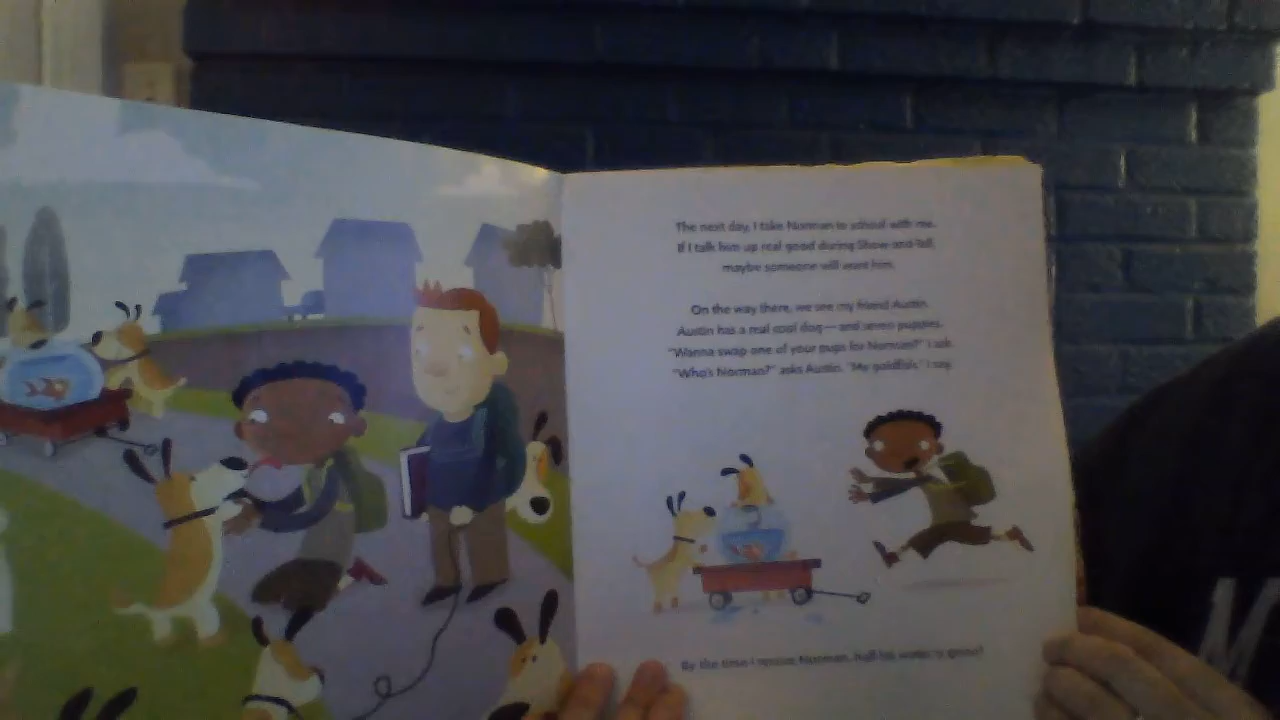 The next day, I take Norman to school with me.
If I talk him up real good during Show-and-Tell,
maybe someone will want him.
On the way there, we see my friend Austin.
Austin has a real cool dog—and seven puppies.
"Wanna swap one of your pups for Norman?" I ask.
"Who's Norman?" asks Austin. "My goldfish," I say.
By the time I rescue Norman, half his water is gone!